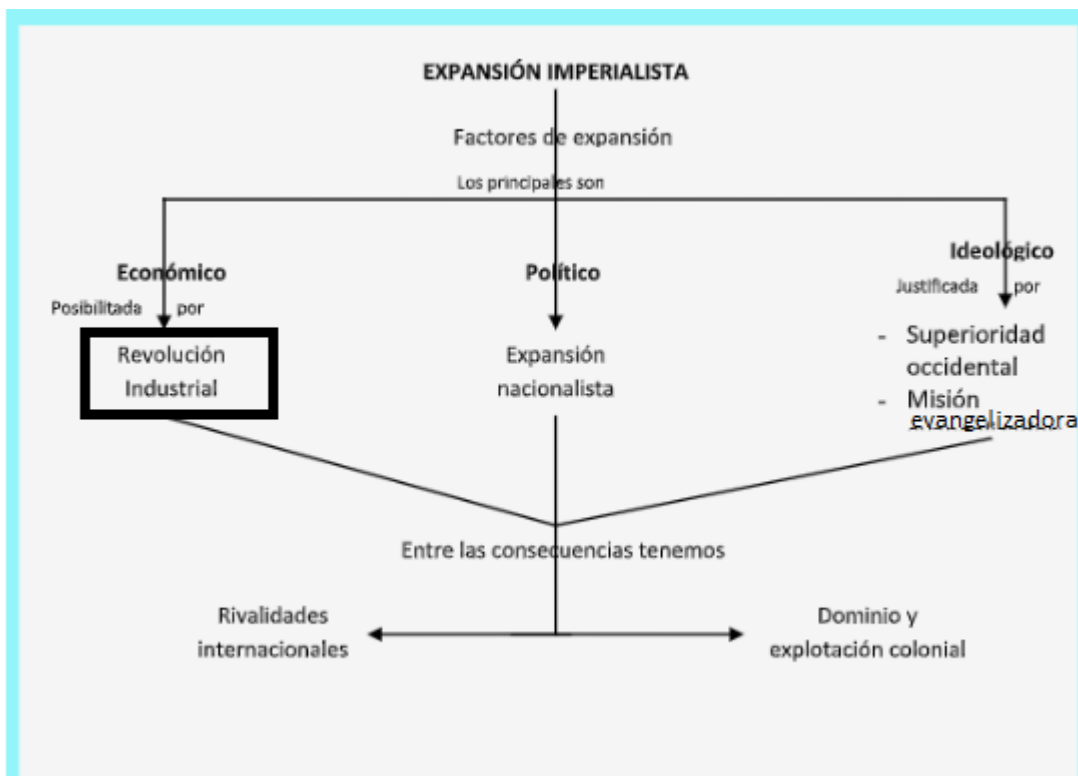 EXPANSIÓN IMPERIALISTA
Factores de expansión
Los principales son
Económico
Posibilitada por
Revolución
Industrial
Político
Expansión
nacionalista
Ideológico
Justificada por
- Superioridad
occidental
- Misión
evangelizadora
Entre las consecuencias tenemos
Rivalidades
internacionales
Dominio y
explotación colonial